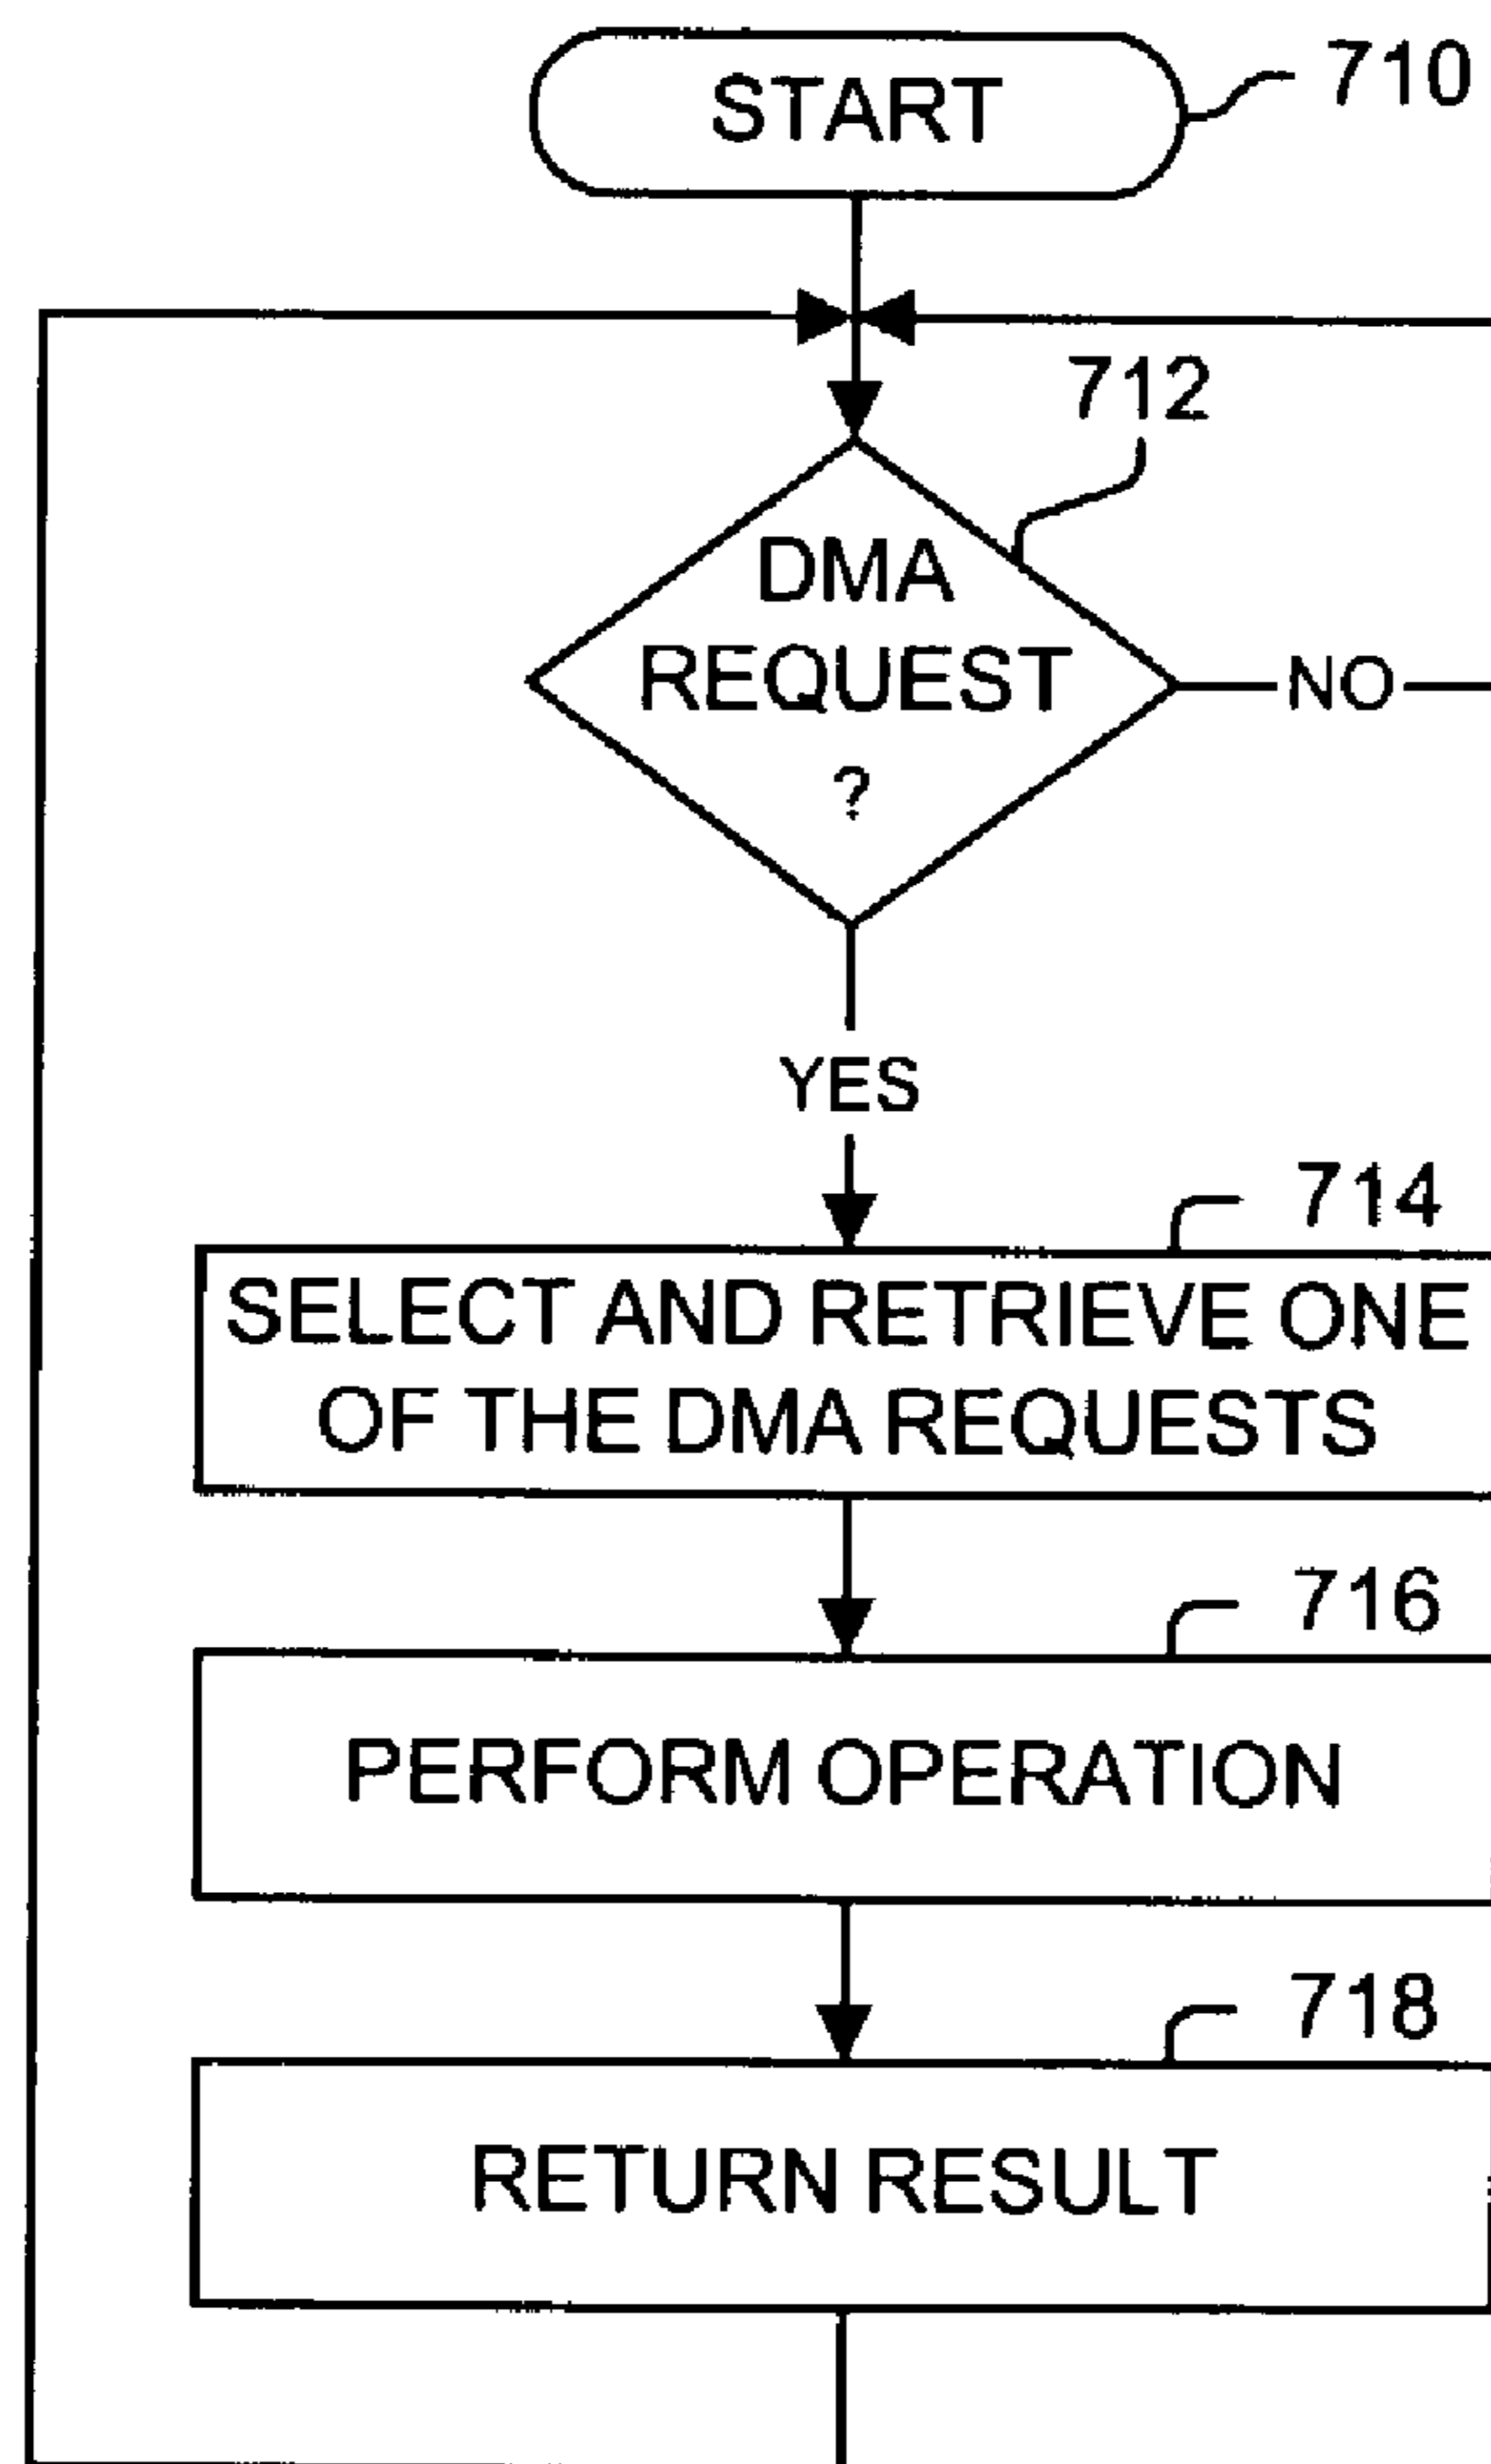 START
710
712
DMA
REQUEST
?
NO
YES
714
SELECT AND RETRIEVE ONE
OF THE DMA REQUESTS
716
PERFORM OPERATION
718
RETURN RESULT